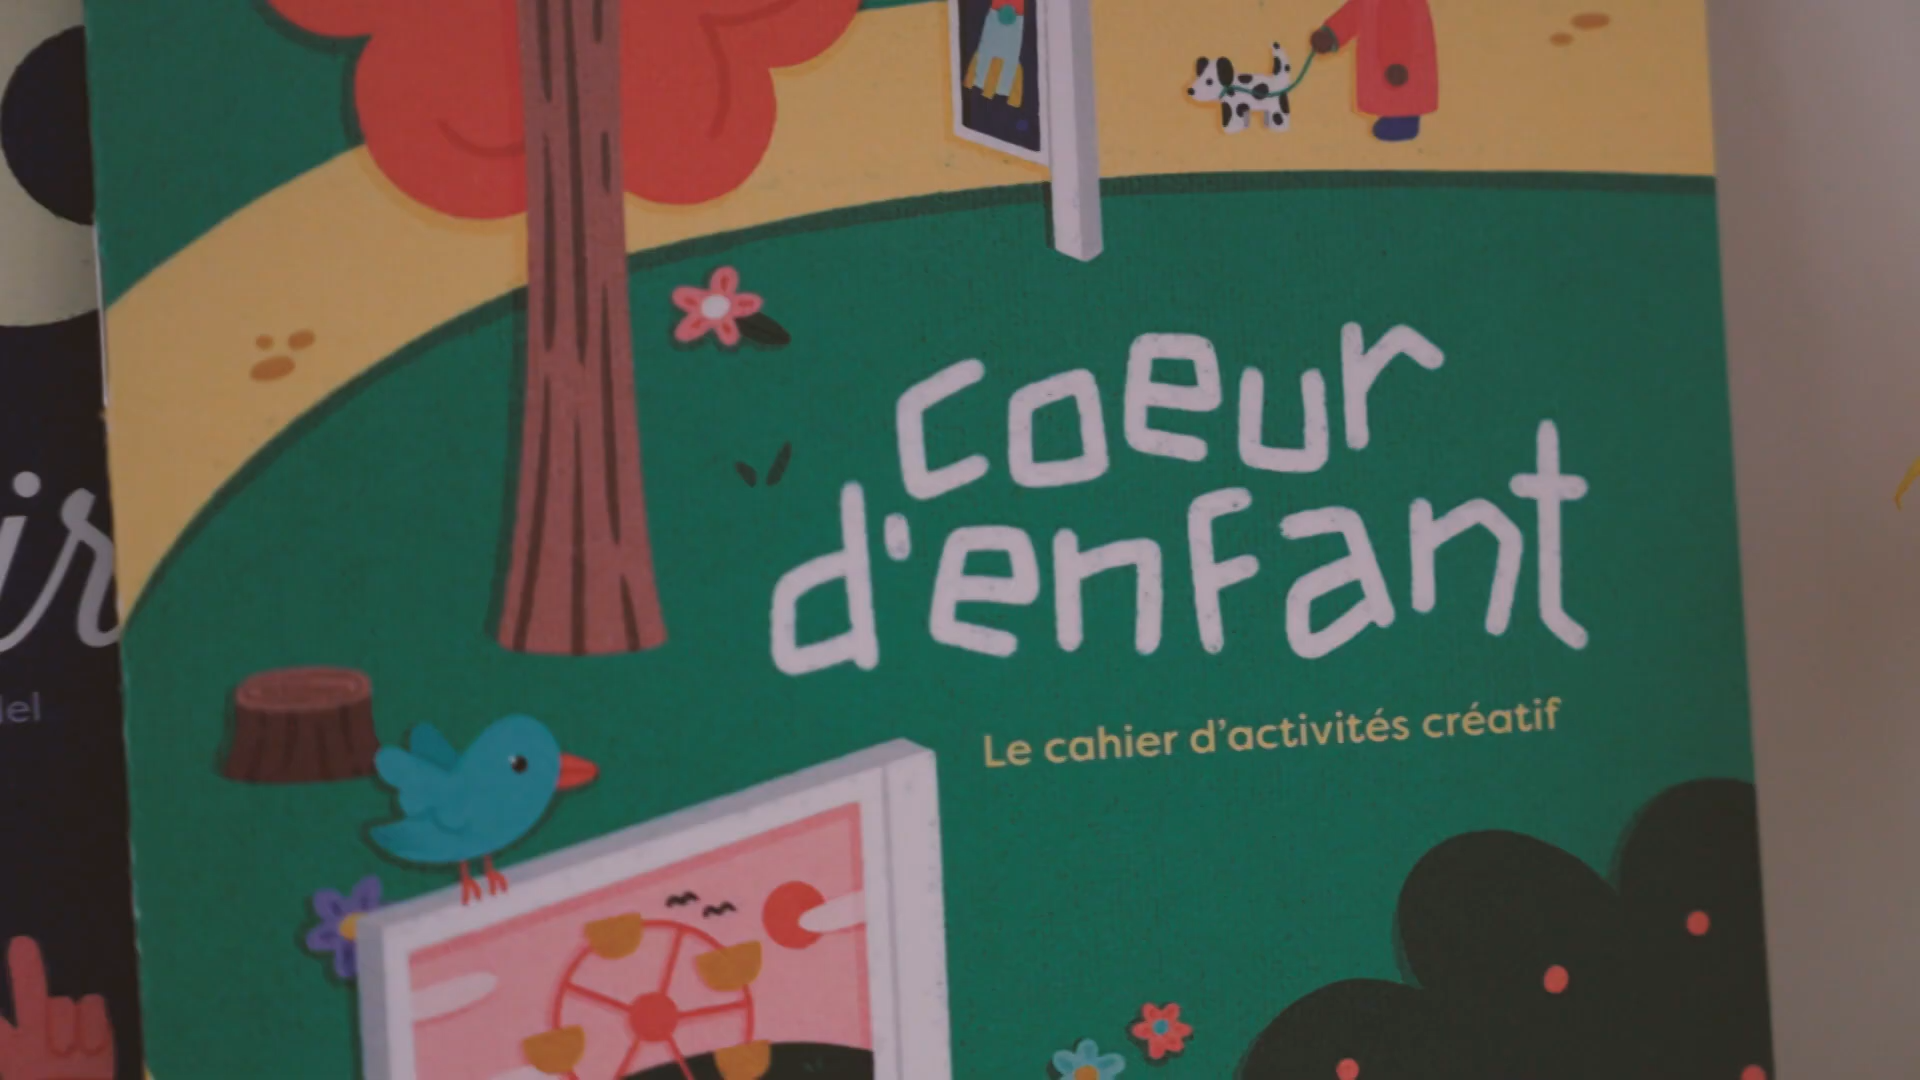 coeur
d'enfant
Le cahier d'activités créatif